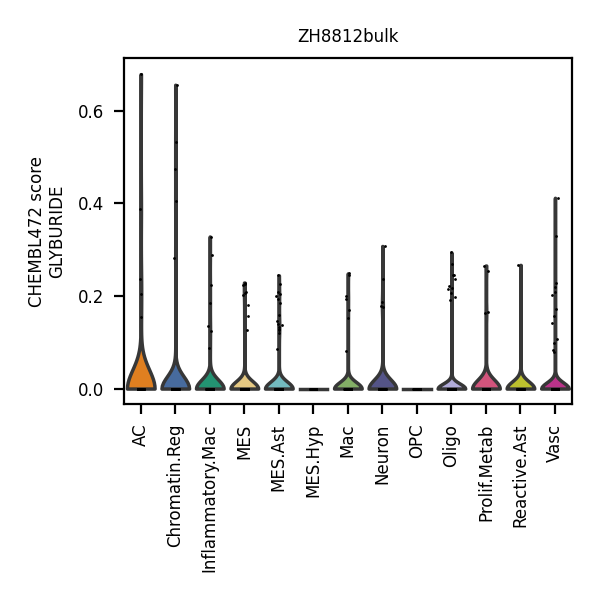 ZH8812bulk
CHEMBL472 score
GLYBURIDE
0.6
0.4
0.2
0.0
AC
Chromatin.Reg
Inflammatory.Mac
MES
MES.Ast
MES.Hyp
Mac
Neuron
OPC
Oligo
Prolif.Metab
Reactive.Ast
Vasc